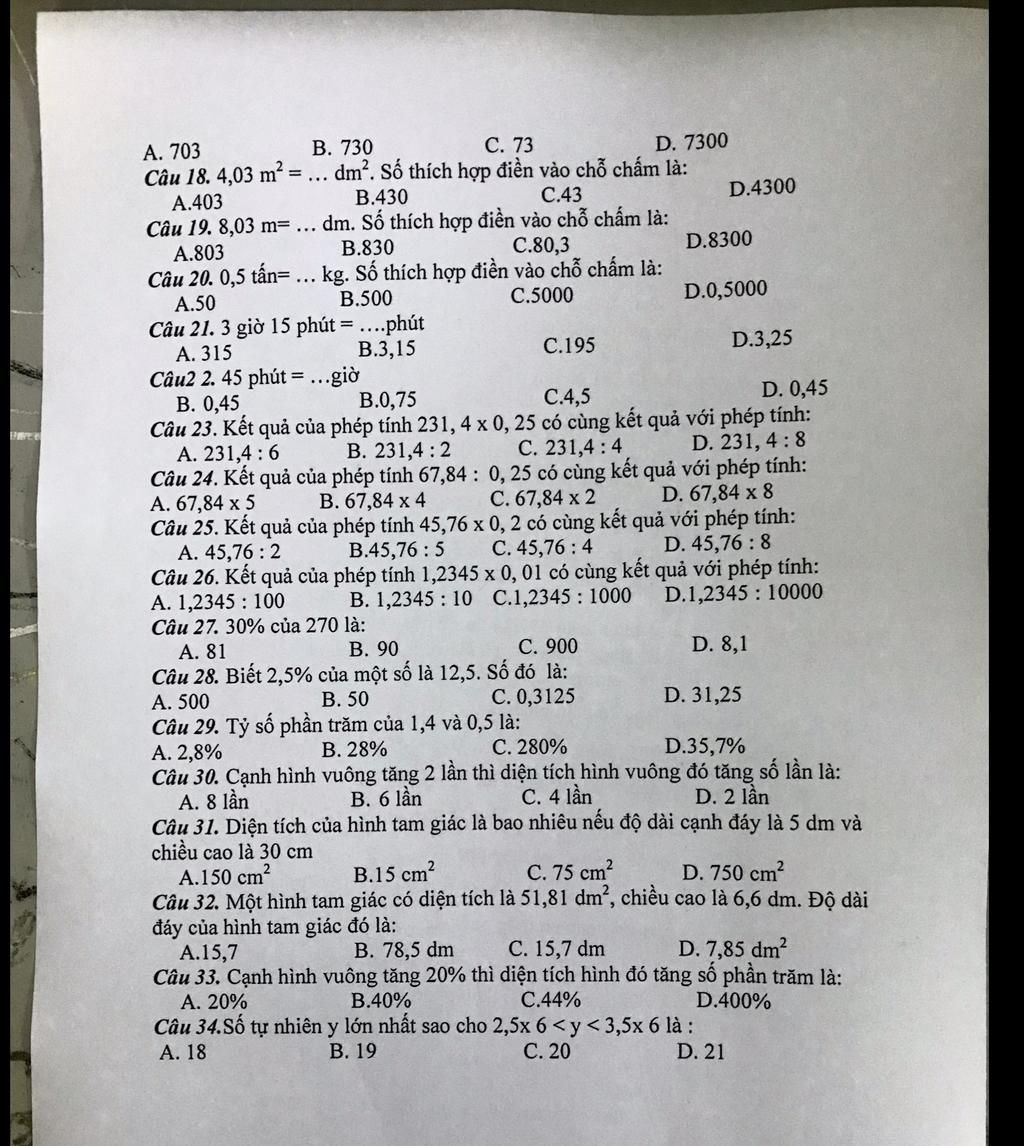 A. 703 B. 730 C. 73 D. 7300
Câu 18. 4,03 m² = ... dm². Số thích hợp điền vào chỗ chấm là:
A.403 B.430 C.43 D.4300
Câu 19. 8,03 m= ... dm. Số thích hợp điền vào chỗ chấm là:
A.803 B.830 C.80,3 D.8300
Câu 20. 0,5 tấn= ... kg. Số thích hợp điền vào chỗ chấm là:
A.50 B.500 C.5000 D.0,5000
Câu 21. 3 giờ 15 phút = ....phút
A. 315 B.3,15 C.195 D.3,25
Câu2 2. 45 phút = ...giờ
B. 0,45 B.0,75 C.4,5 D. 0,45
Câu 23. Kết quả của phép tính 231, 4 x 0, 25 có cùng kết quả với phép tính:
A. 231,4 : 6 B. 231,4 : 2 C. 231,4 : 4 D. 231, 4 : 8
Câu 24. Kết quả của phép tính 67,84 : 0, 25 có cùng kết quả với phép tính:
A. 67,84 x 5 B. 67,84 x 4 C. 67,84 x 2 D. 67,84 x 8
Câu 25. Kết quả của phép tính 45,76 x 0, 2 có cùng kết quả với phép tính:
A. 45,76 : 2 B.45,76 : 5 C. 45,76 : 4 D. 45,76 : 8
Câu 26. Kết quả của phép tính 1,2345 x 0, 01 có cùng kết quả với phép tính:
A. 1,2345 : 100 B. 1,2345 : 10 C.1,2345 : 1000 D.1,2345 : 10000
Câu 27. 30% của 270 là:
A. 81 B. 90 C. 900 D. 8,1
Câu 28. Biết 2,5% của một số là 12,5. Số đó là:
A. 500 B. 50 C. 0,3125 D. 31,25
Câu 29. Tỷ số phần trăm của 1,4 và 0,5 là:
A. 2,8% B. 28% C. 280% D.35,7%
Câu 30. Cạnh hình vuông tăng 2 lần thì diện tích hình vuông đó tăng số lần là:
A. 8 lần B. 6 lần C. 4 lần D. 2 lần
Câu 31. Diện tích của hình tam giác là bao nhiêu nếu độ dài cạnh đáy là 5 dm và
chiều cao là 30 cm
A.150 cm² B.15 cm² C. 75 cm² D. 750 cm²
Câu 32. Một hình tam giác có diện tích là 51,81 dm², chiều cao là 6,6 dm. Độ dài
đáy của hình tam giác đó là:
A.15,7 B. 78,5 dm C. 15,7 dm D. 7,85 dm²
Câu 33. Cạnh hình vuông tăng 20% thì diện tích hình đó tăng số phần trăm là:
A. 20% B.40% C.44% D.400%
Câu 34.Số tự nhiên y lớn nhất sao cho 2,5x 6 < y < 3,5x 6 là :
A. 18 B. 19 C. 20 D. 21